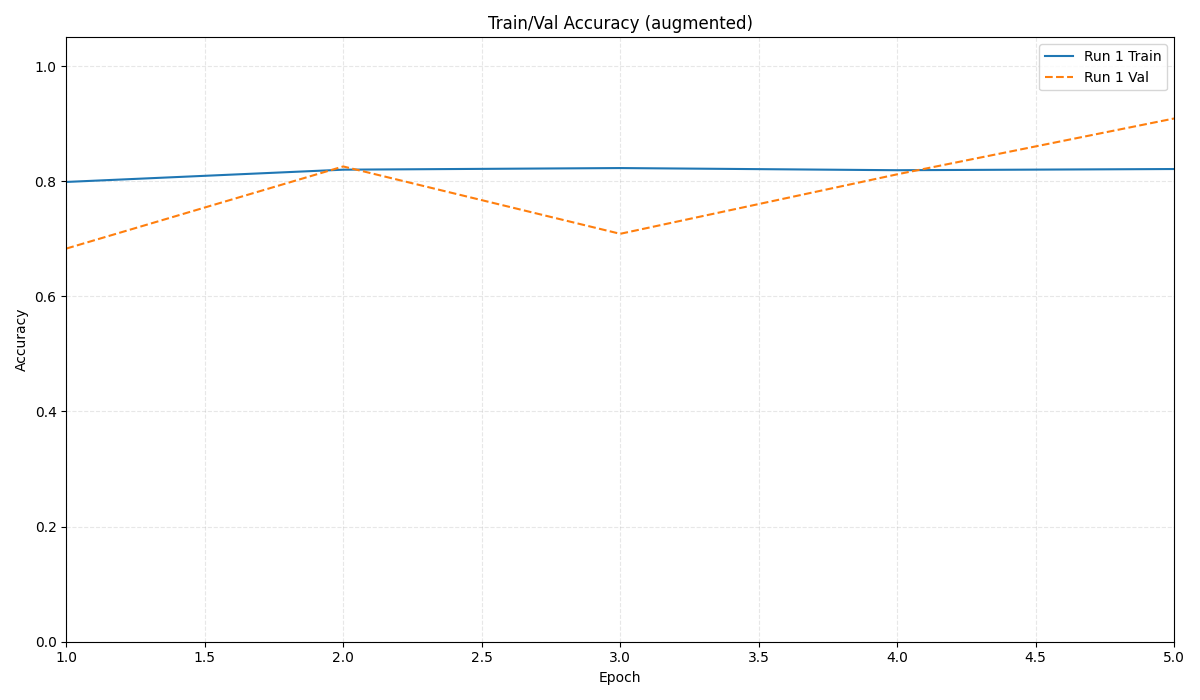 Train/Val Accuracy (augmented)
Run 1 Train
Run 1 Val
Accuracy
1.0
0.8
0.6
0.4
0.2
0.0
1.0 1.5 2.0 2.5 3.0 3.5 4.0 4.5 5.0
Epoch